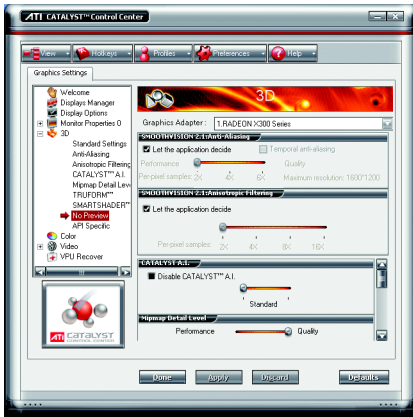 ATI CATALYST™ Control Center
View Hotkeys Profiles Preferences Help
Graphics Settings
Welcome
Displays Manager
Display Options
Monitor Properties 0
3D
Standard Settings
Anti-Aliasing
Anisotropic Filtering
CATALYST™ A.I.
Mipmap Detail Leve
TRUFORM™
SMARTSHADER™
No Preview
API Specific
Color
Video
VPU Recover
ATI CATALYST
CONTROL CENTER
3D
Graphics Adapter : 1.RADEON X300 Series
SMOOTHVISION 2.1:Anti-Aliasing
Let the application decide Temporal anti-aliasing
Performance Quality
Per-pixel samples: 2X 4X 6X Maximum resolution: 1600*1200
SMOOTHVISION 2.1:Anisotropic Filtering
Let the application decide
Per-pixel samples: 2X 4X 8X 16X
CATALYST A.I.
Disable CATALYST™ A.I.
Standard
Mipmap Detail Level
Performance Quality
Done Apply Discard Defaults